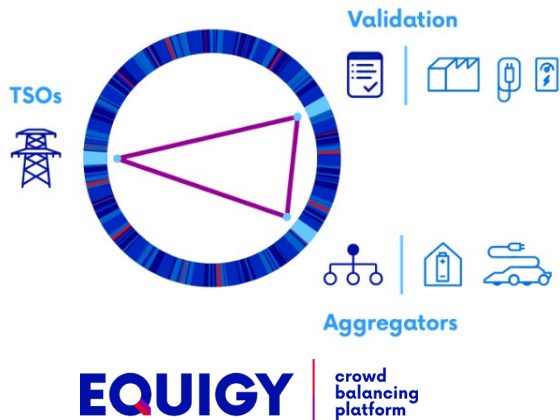 Validation
TSOs
Aggregators
EQUIGY
crowd
balancing
platform